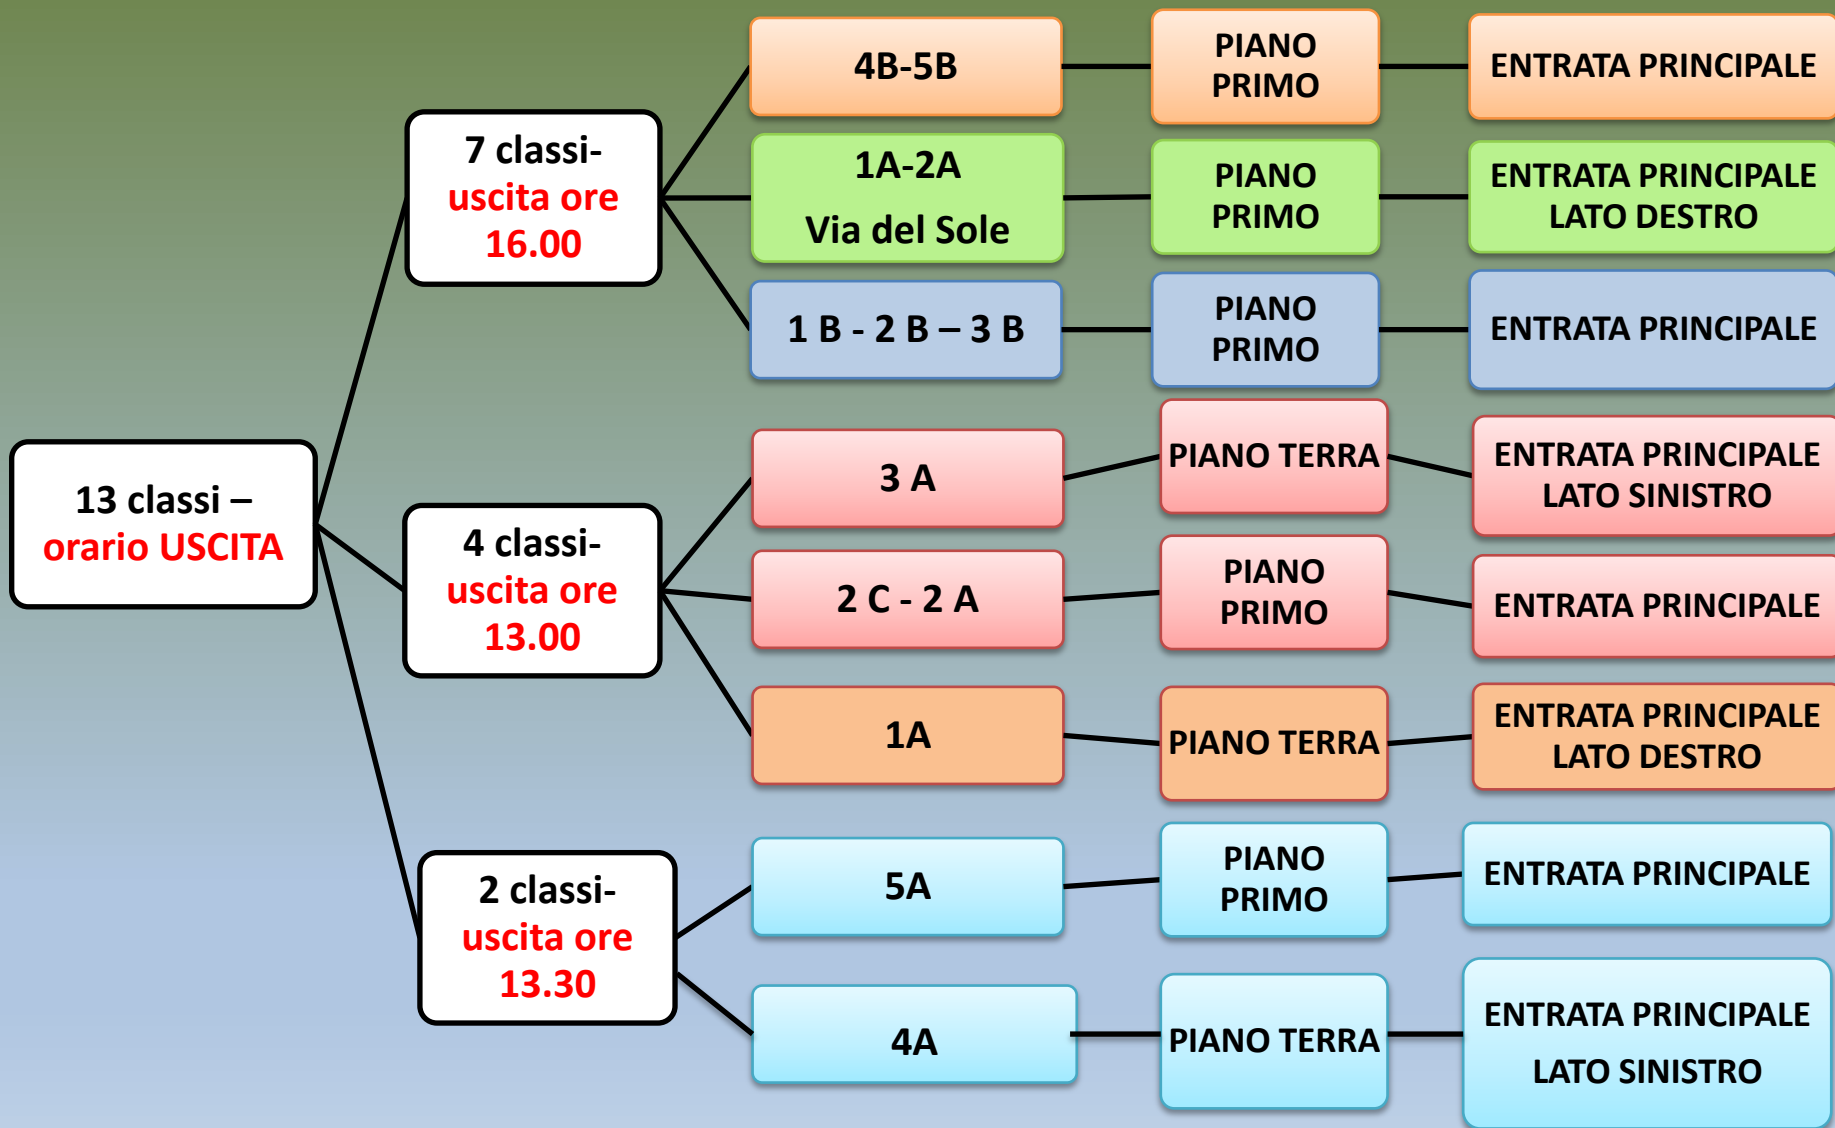 13 classi –
orario USCITA
7 classi-
uscita ore
16.00
4B-5B
PIANO
PRIMO
ENTRATA PRINCIPALE
1A-2A
Via del Sole
PIANO
PRIMO
ENTRATA PRINCIPALE
LATO DESTRO
1 B - 2 B – 3 B
PIANO
PRIMO
ENTRATA PRINCIPALE
4 classi-
uscita ore
13.00
3 A
PIANO TERRA
ENTRATA PRINCIPALE
LATO SINISTRO
2 C - 2 A
PIANO
PRIMO
ENTRATA PRINCIPALE
1A
PIANO TERRA
ENTRATA PRINCIPALE
LATO DESTRO
2 classi-
uscita ore
13.30
5A
PIANO
PRIMO
ENTRATA PRINCIPALE
4A
PIANO TERRA
ENTRATA PRINCIPALE
LATO SINISTRO